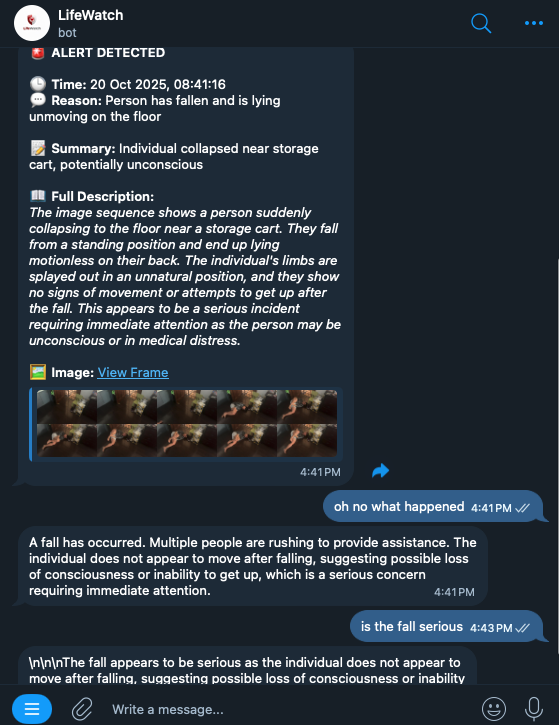 LifeWatch
bot
ALERT DETECTED
Time: 20 Oct 2025, 08:41:16
Reason: Person has fallen and is lying
unmoving on the floor
Summary: Individual collapsed near storage
cart, potentially unconscious
Full Description:
The image sequence shows a person suddenly
collapsing to the floor near a storage cart. They fall
from a standing position and end up lying
motionless on their back. The individual's limbs are
splayed out in an unnatural position, and they show
no signs of movement or attempts to get up after
the fall. This appears to be a serious incident
requiring immediate attention as the person may be
unconscious or in medical distress.
Image: View Frame
4:41 PM
oh no what happened 4:41 PM
A fall has occurred. Multiple people are rushing to provide assistance. The
individual does not appear to move after falling, suggesting possible loss
of consciousness or inability to get up, which is a serious concern
requiring immediate attention.
4:41 PM
is the fall serious 4:43 PM
\n\n\nThe fall appears to be serious as the individual does not appear to
move after falling, suggesting possible loss of consciousness or inability
Write a message...